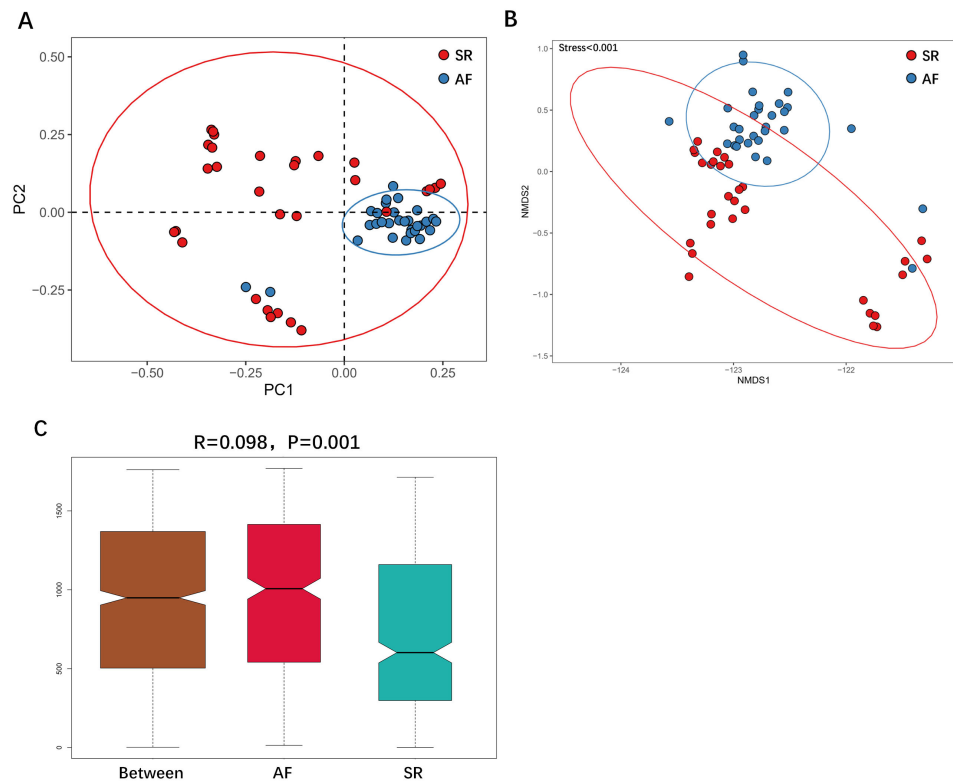 A
SR
AF
0.50
0.25
0.00
−0.25
PC2
−0.50
−0.25
0.00
0.25
PC1
B
Stress<0.001
SR
AF
1.0
0.5
0.0
−0.5
−1.0
−1.5
NMDS2
−124
−123
−122
NMDS1
C
R=0.098, P=0.001
1500
1000
500
0
Between
AF
SR